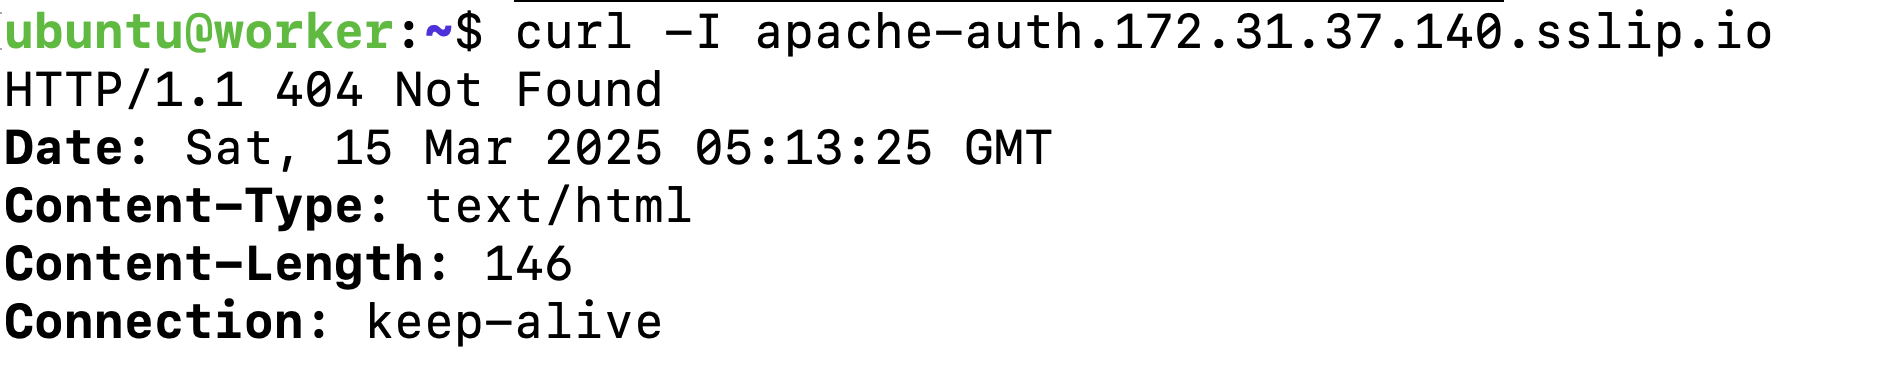 ubuntu@worker:~$ curl -I apache-auth.172.31.37.140.sslip.io
HTTP/1.1 404 Not Found
Date: Sat, 15 Mar 2025 05:13:25 GMT
Content-Type: text/html
Content-Length: 146
Connection: keep-alive